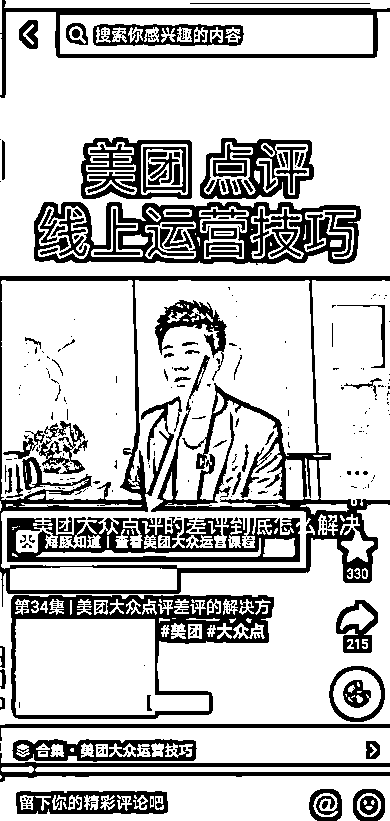 搜索你感兴趣的内容
美团 点评
线上运营技巧
美团大众点评的差评到底怎么解决
海豚知道 | 查看美团大众运营课程
330
第34集 | 美团大众点评差评的解决方
215
#美团 #大众点
合集 · 美团大众运营技巧
留下你的精彩评论吧